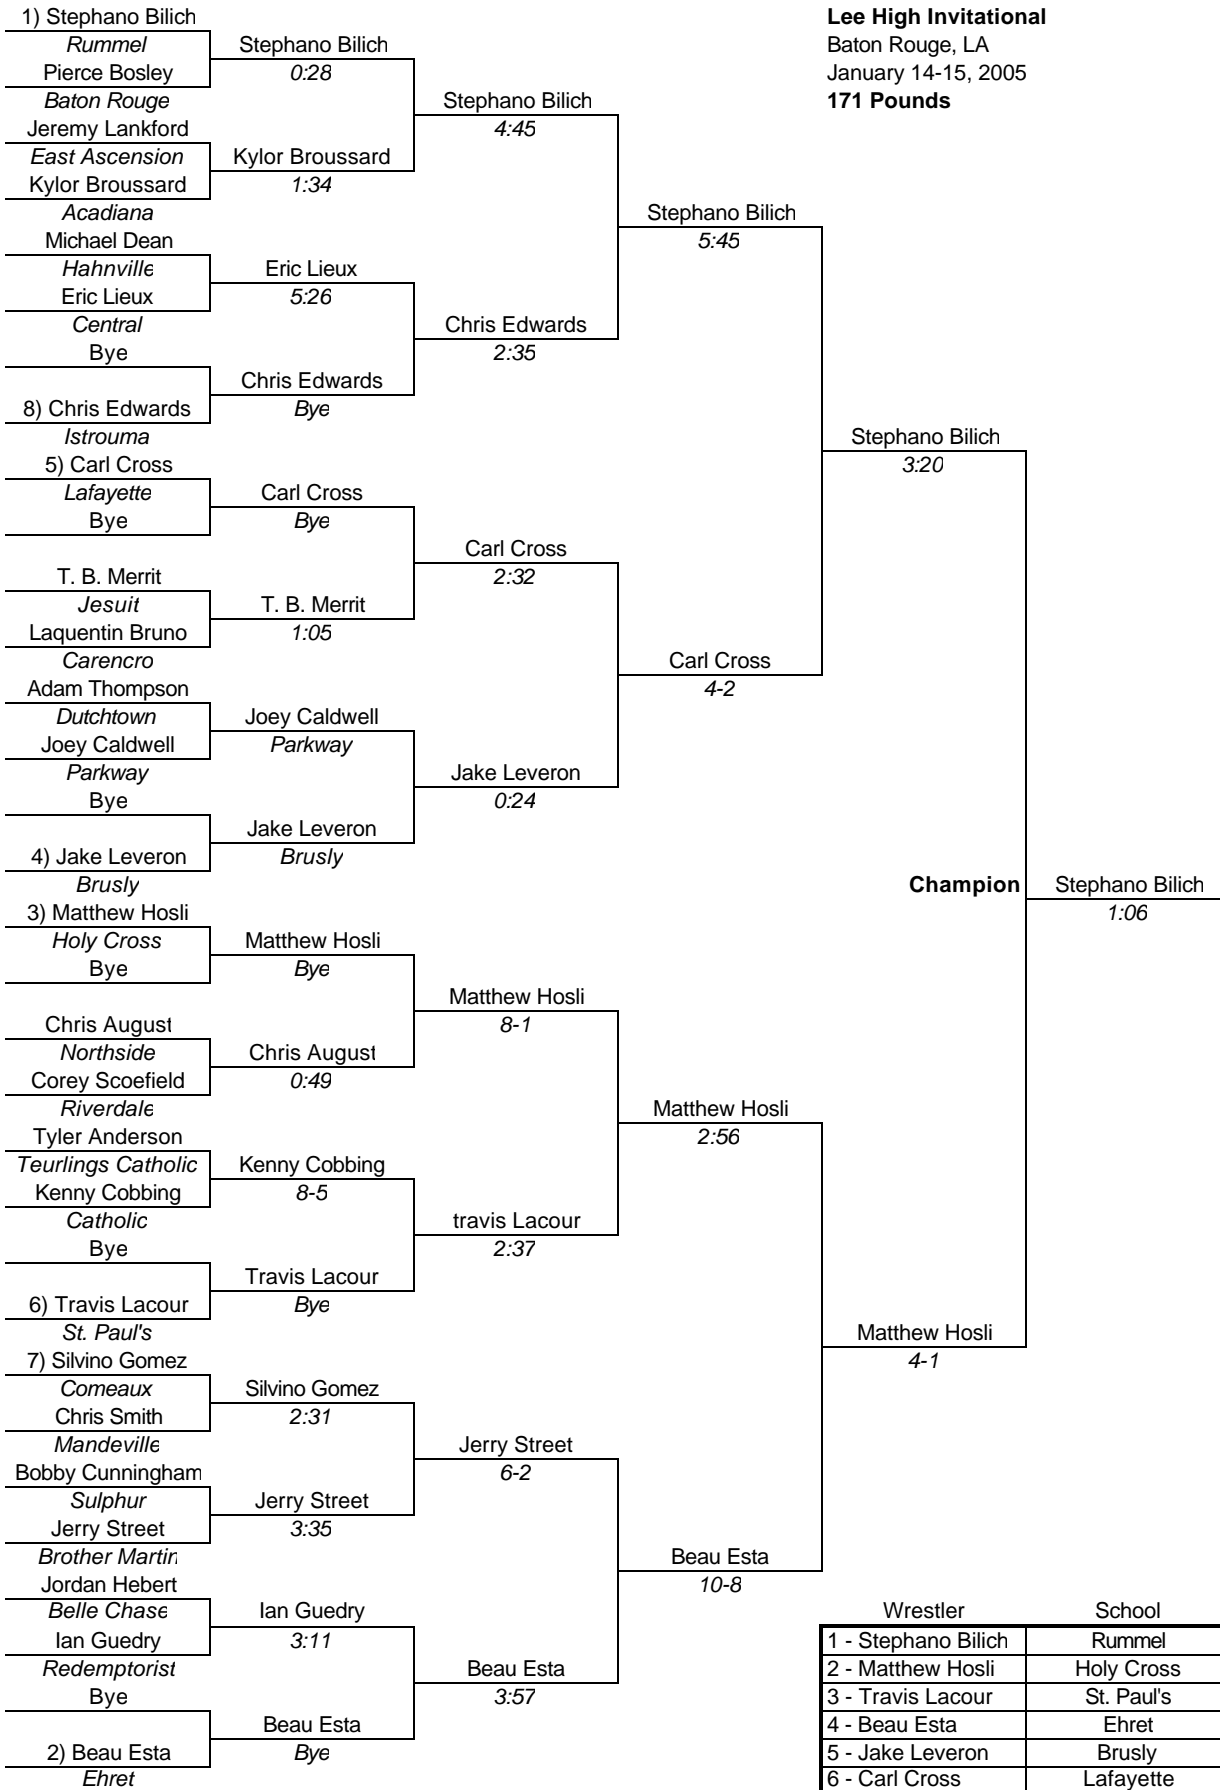 1) Stephano Bilich
Rummel
Pierce Bosley
Baton Rouge
Jeremy Lankford
East Ascension
Kylor Broussard
Acadiana
Michael Dean
Hahnville
Eric Lieux
Central
Bye
8) Chris Edwards
Istrouma
5) Carl Cross
Lafayette
Bye
T. B. Merrit
Jesuit
Laquentin Bruno
Carencro
Adam Thompson
Dutchtown
Joey Caldwell
Parkway
Bye
4) Jake Leveron
Brusly
3) Matthew Hosli
Holy Cross
Bye
Chris August
Northside
Corey Scoefield
Riverdale
Tyler Anderson
Teurlings Catholic
Kenny Cobbing
Catholic
Bye
6) Travis Lacour
St. Paul's
7) Silvino Gomez
Comeaux
Chris Smith
Mandeville
Bobby Cunningham
Sulphur
Jerry Street
Brother Martin
Jordan Hebert
Belle Chase
Ian Guedry
Redemptorist
Bye
2) Beau Esta
Ehret
Stephano Bilich
0:28
Kylor Broussard
1:34
Eric Lieux
5:26
Chris Edwards
Bye
Carl Cross
Bye
T. B. Merrit
1:05
Joey Caldwell
Parkway
Jake Leveron
Brusly
Matthew Hosli
Bye
Chris August
0:49
Kenny Cobbing
8-5
Travis Lacour
Bye
Silvino Gomez
2:31
Jerry Street
3:35
Ian Guedry
3:11
Beau Esta
Bye
Stephano Bilich
4:45
Chris Edwards
2:35
Carl Cross
2:32
Jake Leveron
0:24
Matthew Hosli
8-1
travis Lacour
2:37
Jerry Street
6-2
Beau Esta
3:57
Stephano Bilich
5:45
Carl Cross
4-2
Matthew Hosli
2:56
Beau Esta
10-8
Stephano Bilich
3:20
Matthew Hosli
4-1
Champion
Stephano Bilich
1:06
Lee High Invitational
Baton Rouge, LA
January 14-15, 2005
171 Pounds
Wrestler School
1 - Stephano Bilich Rummel
2 - Matthew Hosli Holy Cross
3 - Travis Lacour St. Paul's
4 - Beau Esta Ehret
5 - Jake Leveron Brusly
6 - Carl Cross Lafayette